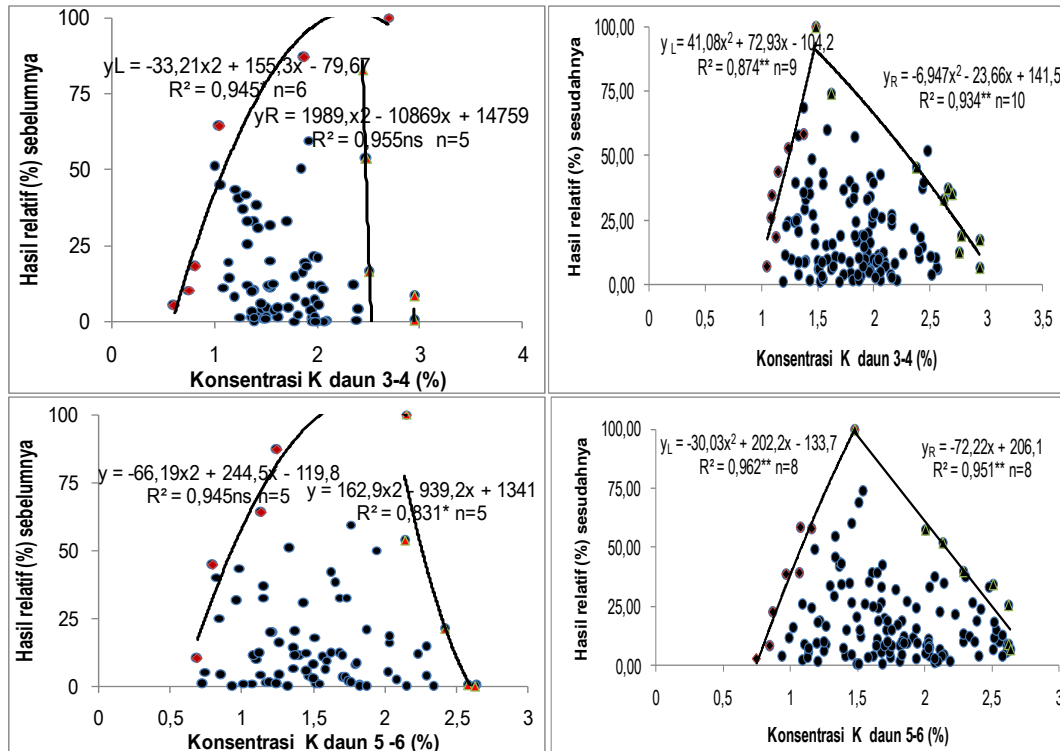 Hasil relatif (%) sebelumnya
100
75
50
25
0
0
1
2
3
4
yL = -33,21x2 + 155,3x - 79,67
R² = 0,945* n=6
yR = 1989,x2 - 10869x + 14759
R² = 0,955ns n=5
Konsentrasi K daun 3-4 (%)
Hasil relatif (%) sesudahnya
100,00
75,00
50,00
25,00
0,00
0
0,5
1
1,5
2
2,5
3
3,5
yL = 41,08x² + 72,93x - 104,2
R² = 0,874** n=9
yR = -6,947x² - 23,66x + 141,5
R² = 0,934** n=10
Konsentrasi K daun 3-4 (%)
Hasil relatif (%) sebelumnya
100
75
50
25
0
0
0,5
1
1,5
2
2,5
3
y = -66,19x2 + 244,5x - 119,8
R² = 0,945ns n=5
y = 162,9x2 - 939,2x + 1341
R² = 0,831* n=5
Konsentrasi K daun 5 -6 (%)
Hasil relatif (%) sesudahnya
100,00
75,00
50,00
25,00
0,00
0
0,5
1
1,5
2
2,5
3
yL = -30,03x² + 202,2x - 133,7
R² = 0,962** n=8
yR = -72,22x + 206,1
R² = 0,951** n=8
Konsentrasi K daun 5-6 (%)